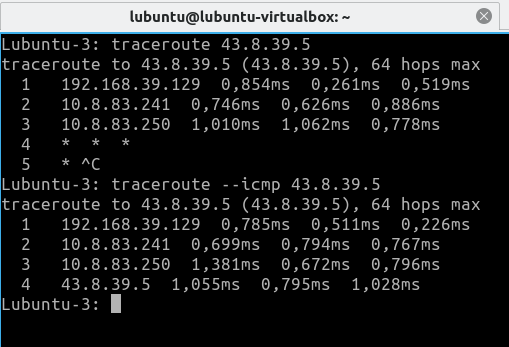 lubuntu@lubuntu-virtualbox: ~
Lubuntu-3: traceroute 43.8.39.5
traceroute to 43.8.39.5 (43.8.39.5), 64 hops max
1 192.168.39.129 0,854ms 0,261ms 0,519ms
2 10.8.83.241 0,746ms 0,626ms 0,886ms
3 10.8.83.250 1,010ms 1,062ms 0,778ms
4 * * *
5 * ^C
Lubuntu-3: traceroute --icmp 43.8.39.5
traceroute to 43.8.39.5 (43.8.39.5), 64 hops max
1 192.168.39.129 0,785ms 0,511ms 0,226ms
2 10.8.83.241 0,699ms 0,794ms 0,767ms
3 10.8.83.250 1,381ms 0,672ms 0,796ms
4 43.8.39.5 1,055ms 0,795ms 1,028ms
Lubuntu-3: